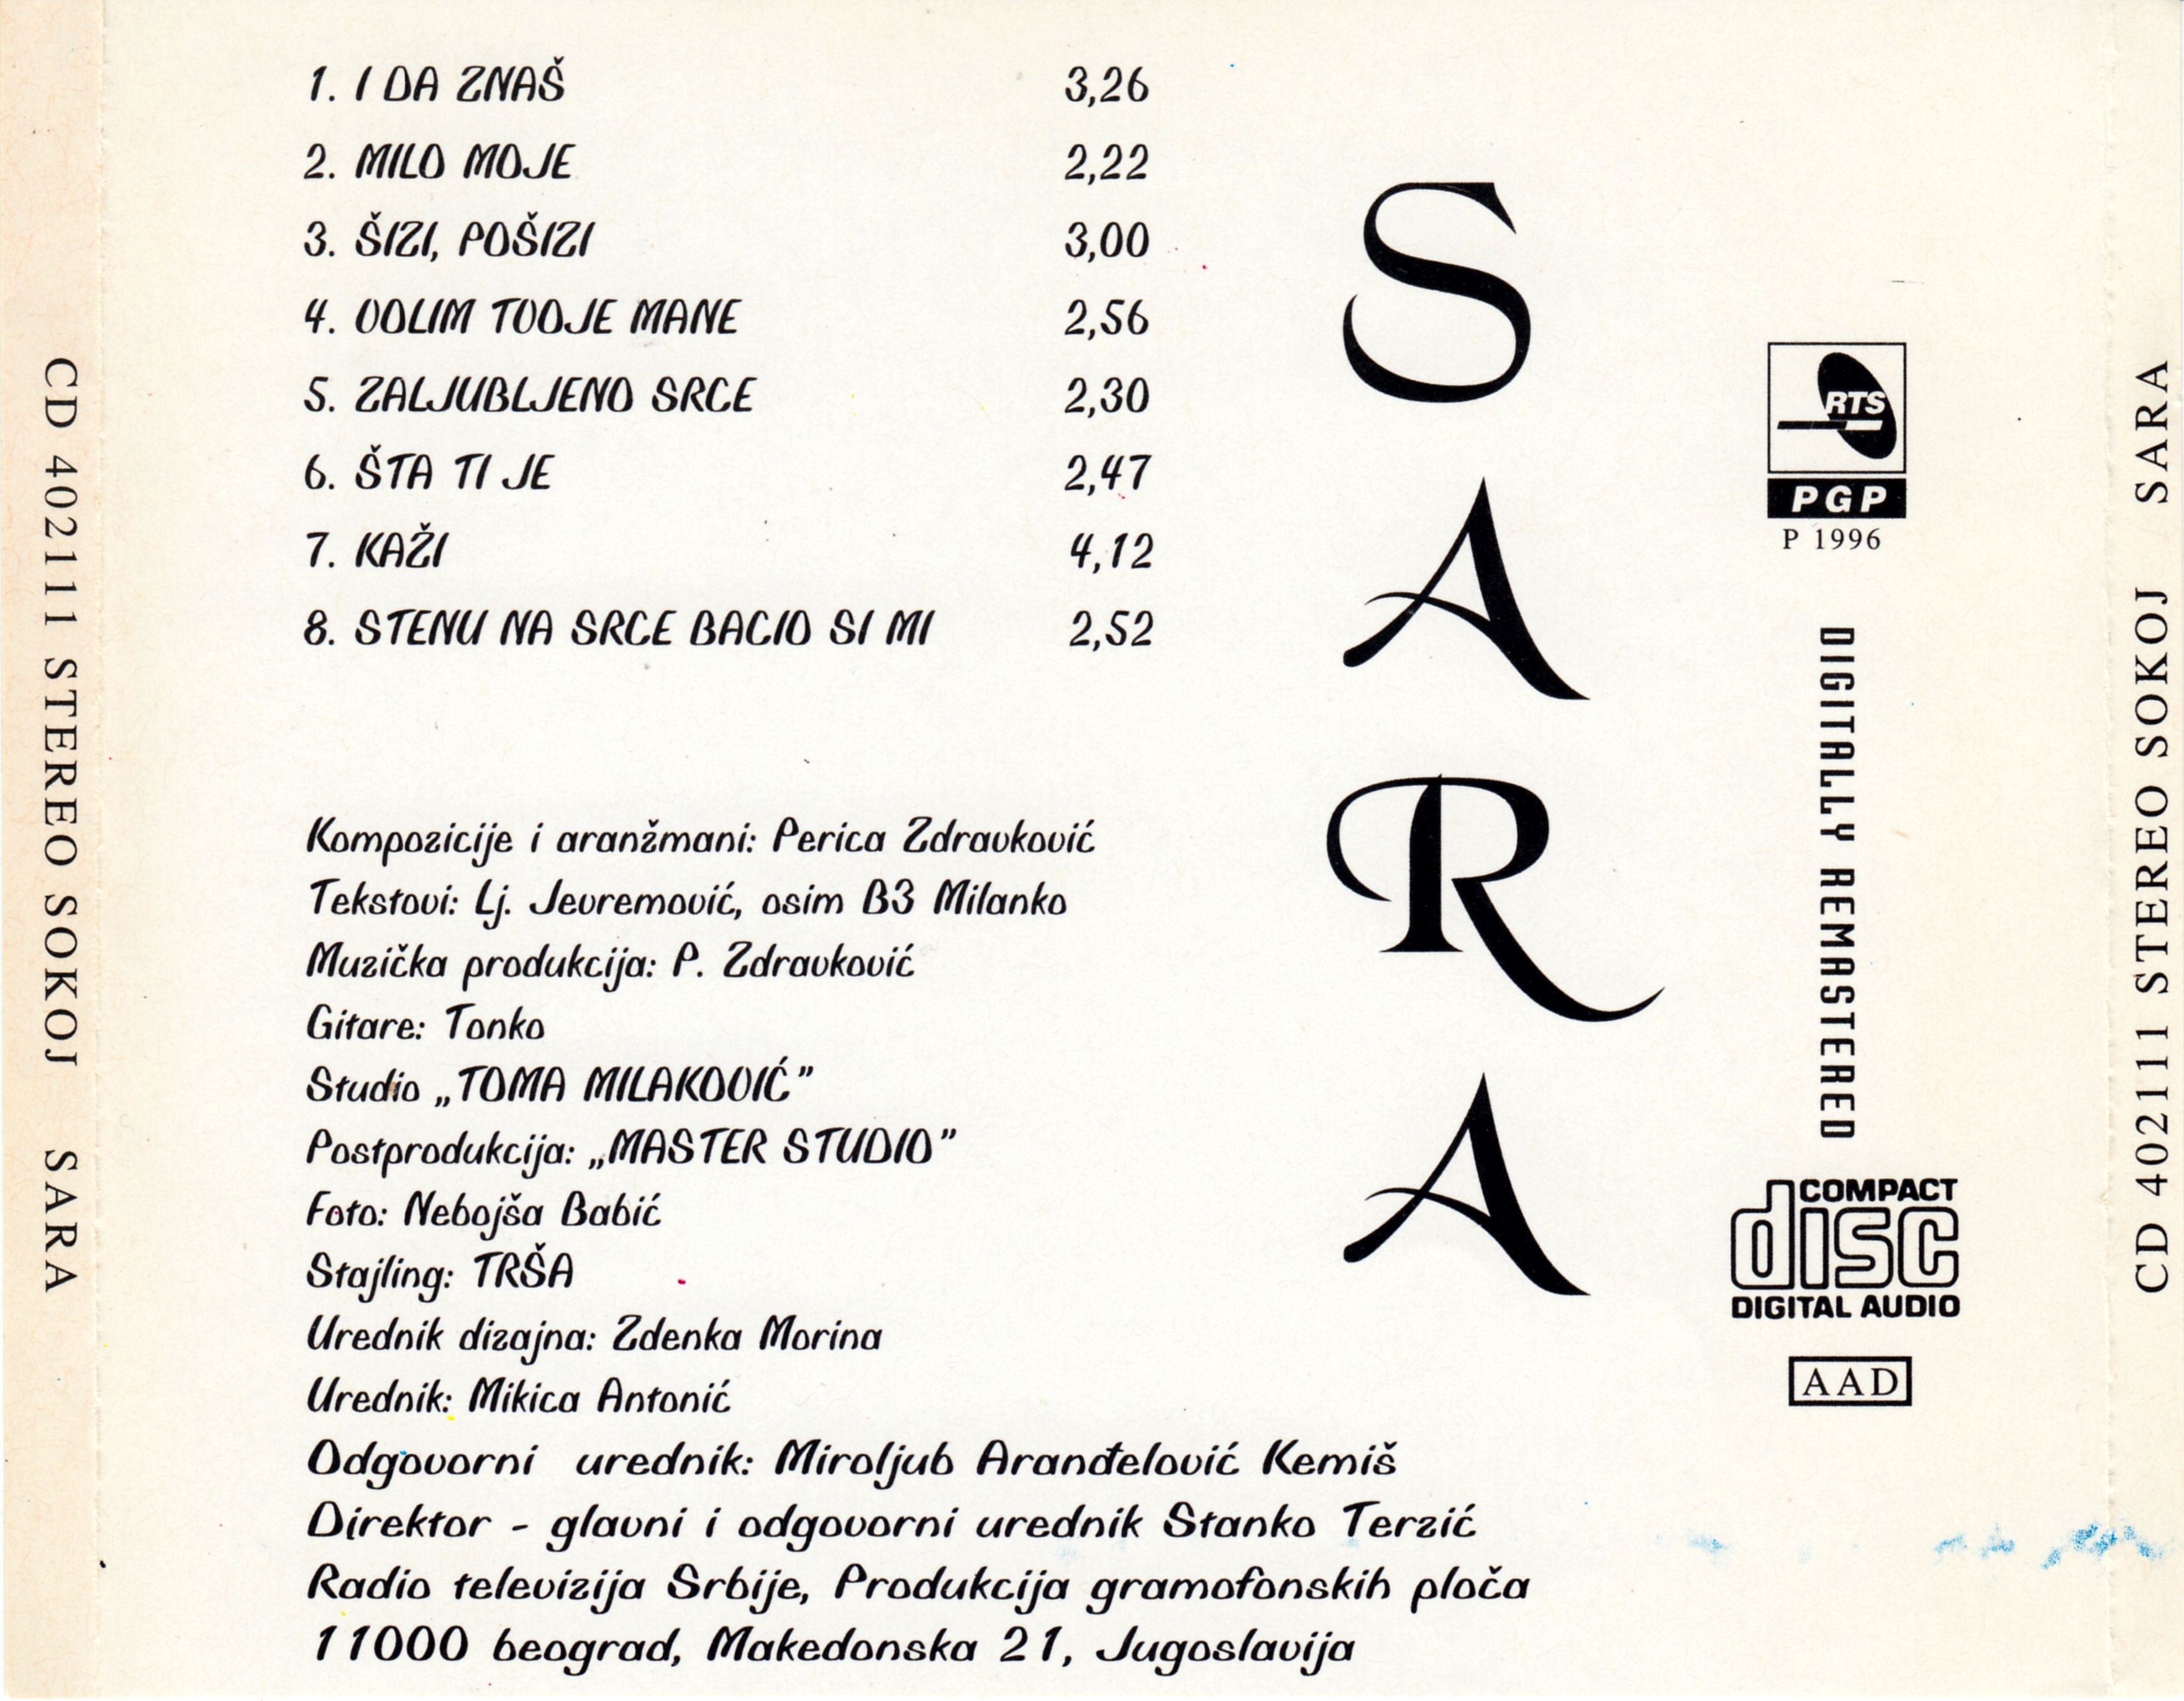 1. I DA ZNAŠ 3,26
2. MILO MOJE 2,22
3. ŠIZI, POŠIZI 3,00
4. VOLIM TVOJE MANE 2,56
5. ZALJUBLJENO SRCE 2,30
6. ŠTA TI JE 2,47
7. KAŽI 4,12
8. STENU NA SRCE BACIO SI MI 2,52
Kompozicije i aranžmani: Perica Zdravković
Tekstovi: Lj. Jevremović, osim B3 Milanko
Muzička produkcija: P. Zdravković
Gitare: Tonko
Studio „TOMA MILAKOVIĆ”
Postprodukcija: „MASTER STUDIO”
Foto: Nebojša Babić
Stajling: TRŠA
Urednik dizajna: Zdenka Morina
Urednik: Mikica Antonić
Odgovorni urednik: Miroljub Aranđelović Kemiš
Direktor - glavni i odgovorni urednik Stanko Terzić
Radio televizija Srbije, Produkcija gramofonskih ploča
11000 beograd, Makedonska 21, Jugoslavija
SARA
RTS
PGP
P 1996
DIGITALLY REMASTERED
COMPACT
disc
DIGITAL AUDIO
AAD
CD 402111 STEREO SOKOJ SARA
CD 402111 STEREO SOKOJ SARA